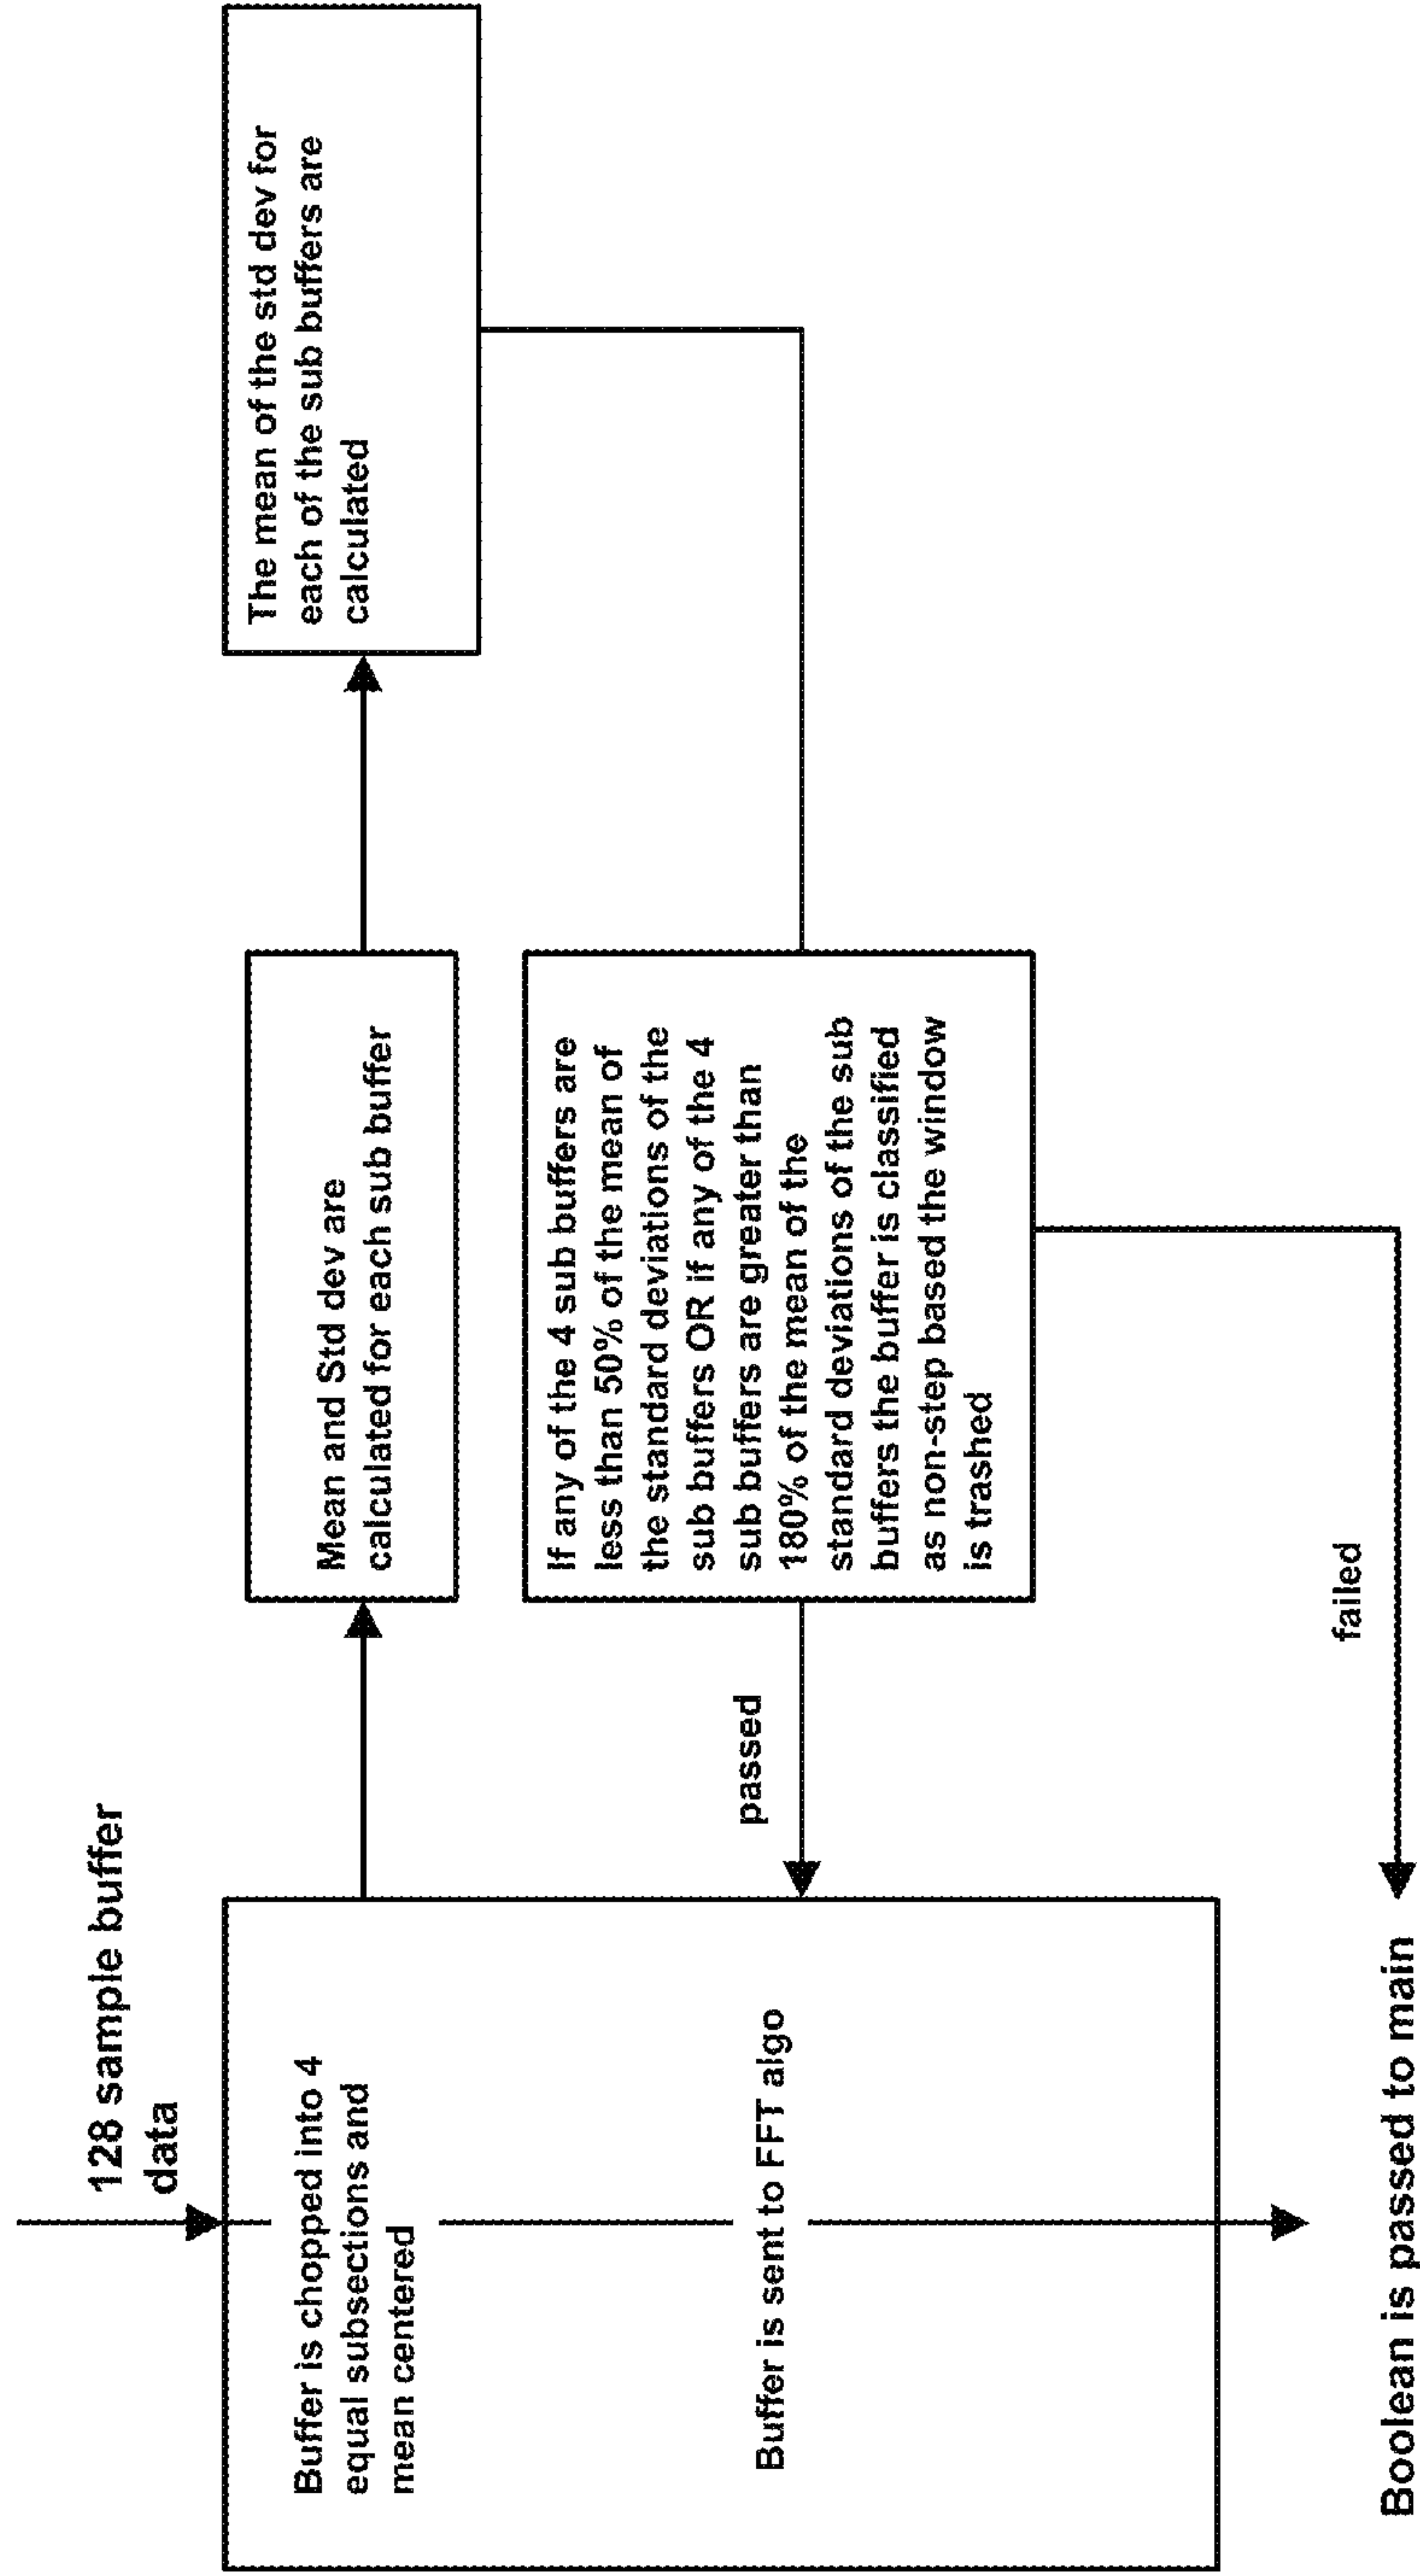 128 sample buffer
data
Buffer is chopped into 4
equal subsections and
mean centered
Mean and Std dev are
calculated for each sub buffer
The mean of the std dev for
each of the sub buffers are
calculated
If any of the 4 sub buffers are
less than 50% of the mean of
the standard deviations of the
sub buffers OR if any of the 4
sub buffers are greater than
180% of the mean of the
standard deviations of the sub
buffers the buffer is classified
as non-step based the window
is trashed
passed
Buffer is sent to FFT algo
failed
Boolean is passed to main